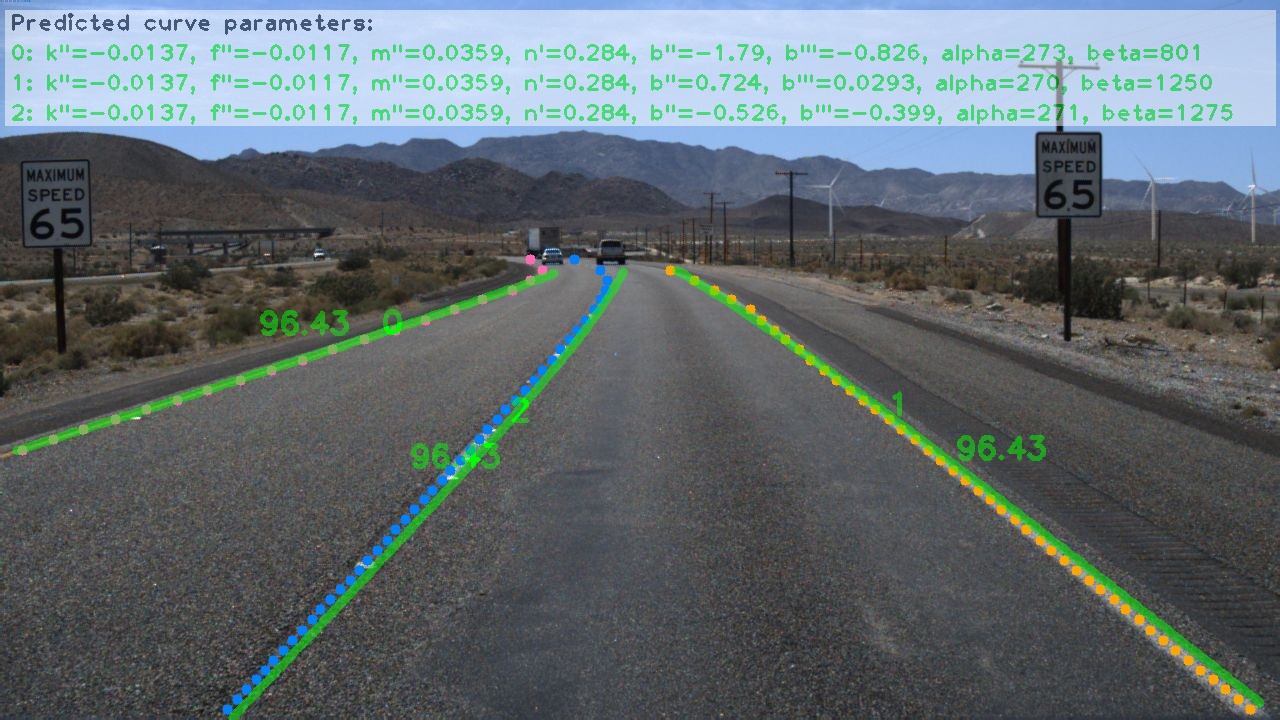 Predicted curve parameters:
0: k''=-0.0137, f''=-0.0117, m''=0.0359, n'=0.284, b''=-1.79, b'''=-0.826, alpha=273, beta=801
1: k''=-0.0137, f''=-0.0117, m''=0.0359, n'=0.284, b''=0.724, b'''=0.0293, alpha=270, beta=1250
2: k''=-0.0137, f''=-0.0117, m''=0.0359, n'=0.284, b''=-0.526, b'''=-0.399, alpha=271, beta=1275
MAXIMUM
SPEED
65
MAXIMUM
SPEED
65
96.43 0
2
1
96.43
96.43